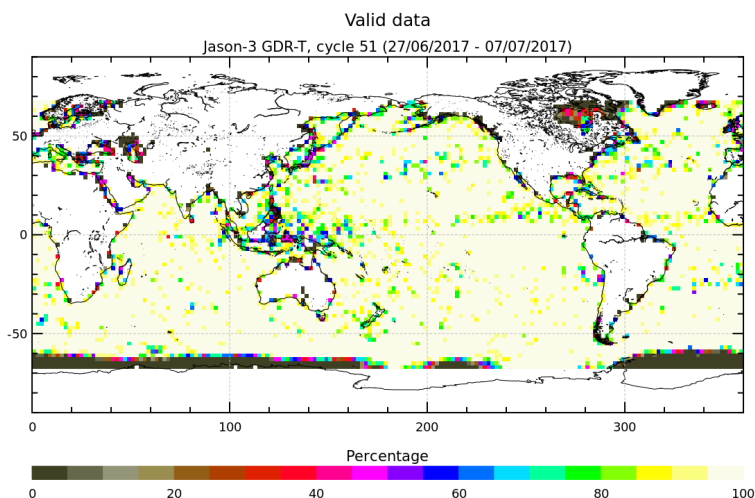 Valid data
Jason-3 GDR-T, cycle 51 (27/06/2017 - 07/07/2017)
50
0
-50
0 100 200 300
Percentage
0 20 40 60 80 100